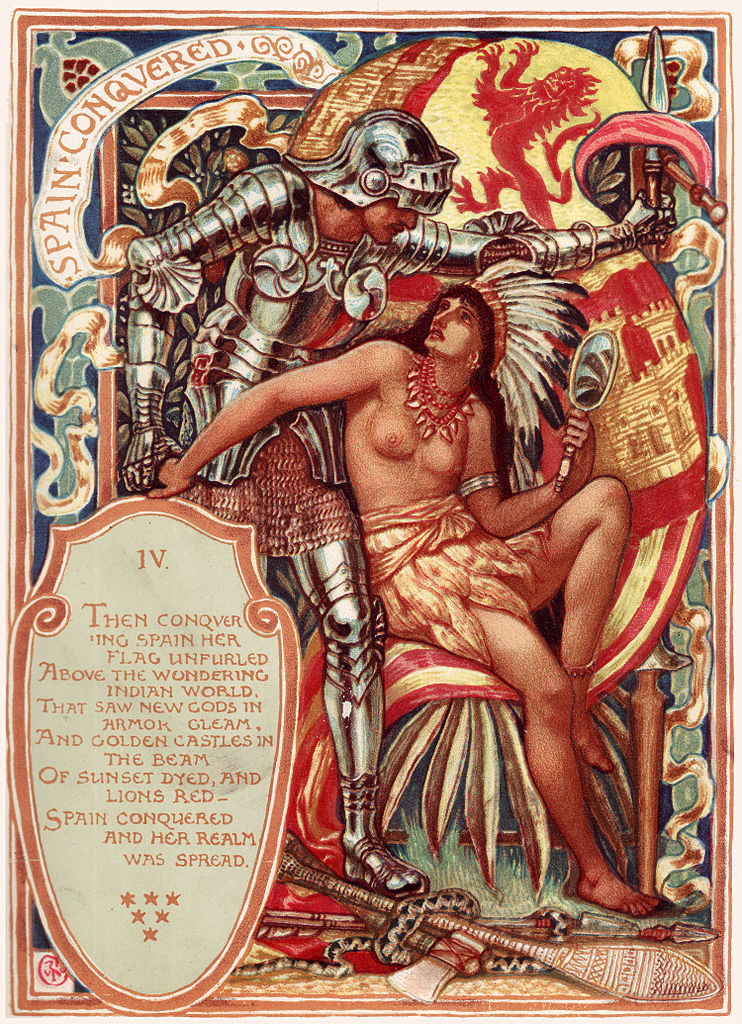 SPAIN · CONQVERED ·
IV.
THEN CONQVER
'ING SPAIN HER
FLAG UNFURLED
ABOVE THE WONDERING
INDIAN WORLD,
THAT SAW NEW GODS IN
ARMOR GLEAM,
AND GOLDEN CASTLES IN
THE BEAM
OF SUNSET DYED, AND
LIONS RED—
SPAIN CONQUERED
AND HER REALM
WAS SPREAD.